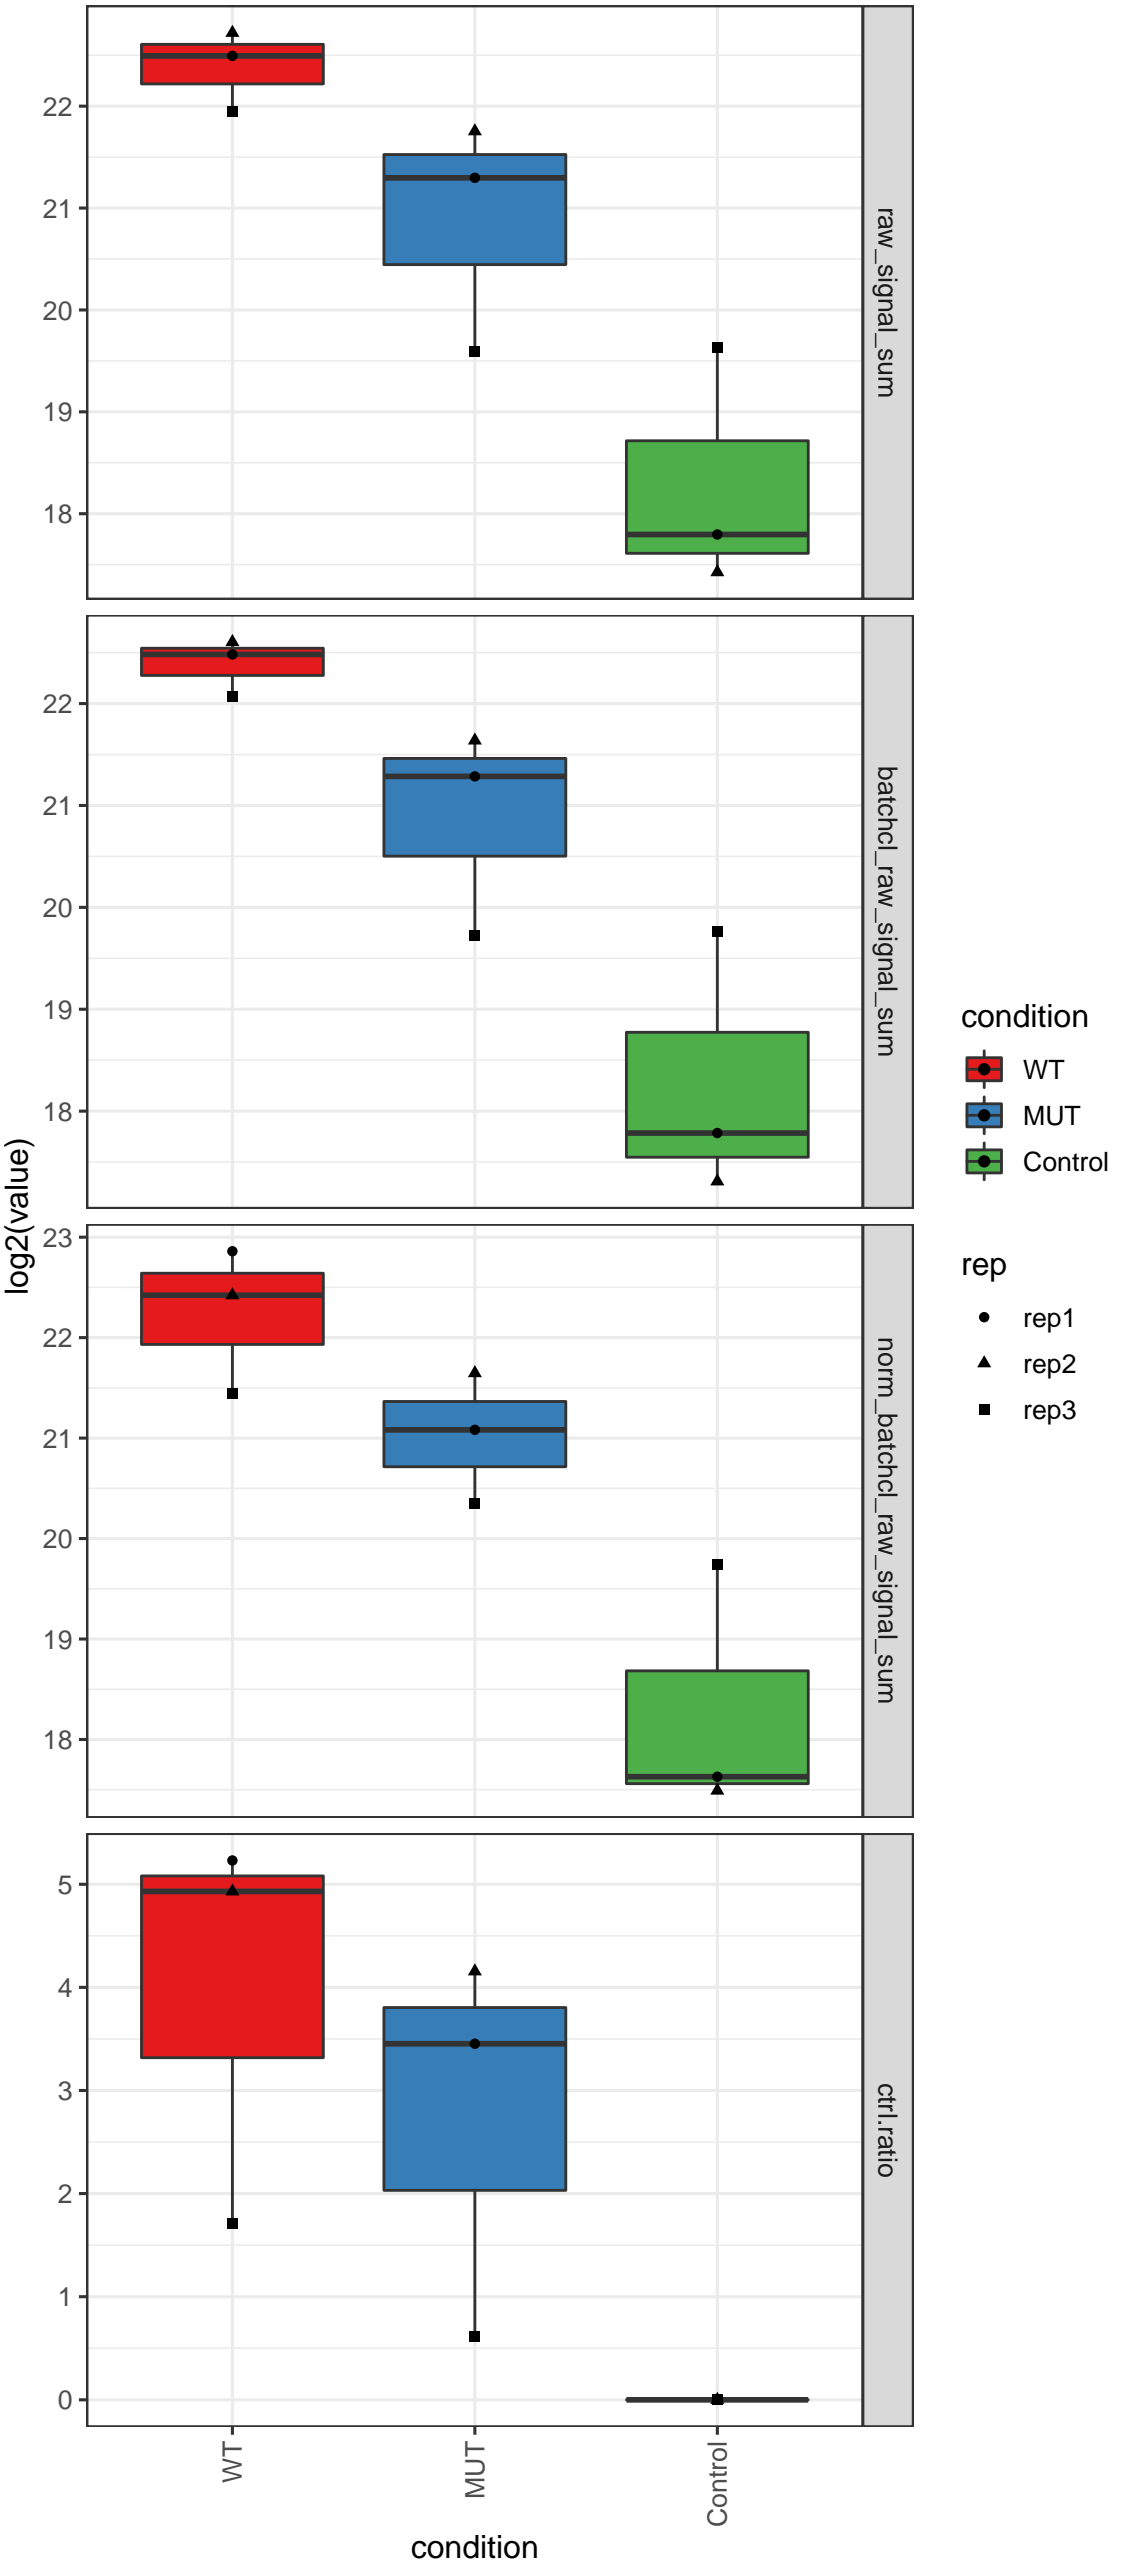 log2(value)
22
21
20
19
18
raw_signal_sum
22
21
20
19
18
batchcl_raw_signal_sum
23
22
21
20
19
18
norm_batchcl_raw_signal_sum
5
4
3
2
1
0
ctrl.ratio
WT
MUT
Control
condition
condition
WT
MUT
Control
rep
rep1
rep2
rep3